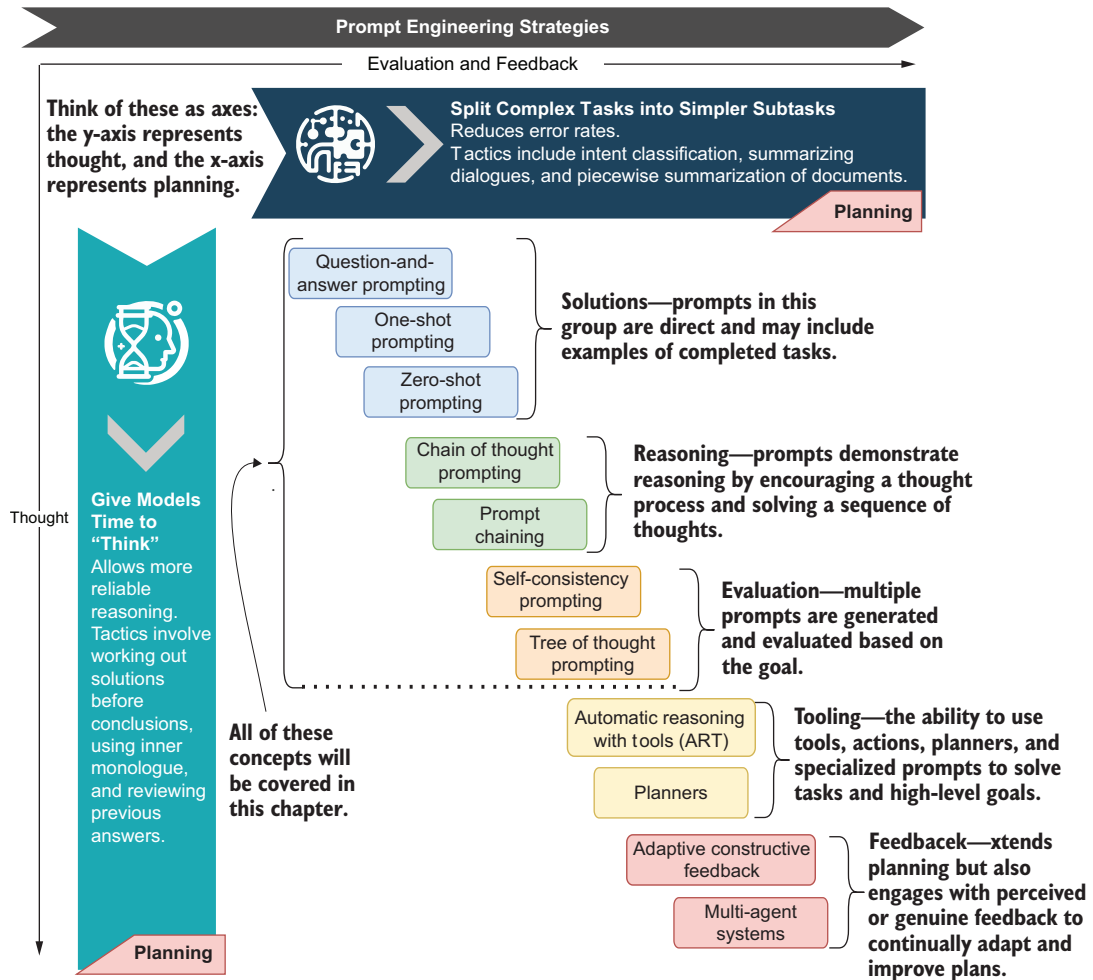 Prompt Engineering Strategies
Evaluation and Feedback
Think of these as axes:
the y-axis represents
thought, and the x-axis
represents planning.
Split Complex Tasks into Simpler Subtasks
Reduces error rates.
Tactics include intent classification, summarizing
dialogues, and piecewise summarization of documents.
Planning
Question-and-
answer prompting
One-shot
prompting
Zero-shot
prompting
Solutions—prompts in this
group are direct and may include
examples of completed tasks.
Chain of thought
prompting
Prompt
chaining
Reasoning—prompts demonstrate
reasoning by encouraging a thought
process and solving a sequence of
thoughts.
Thought
Give Models
Time to
“Think”
Allows more
reliable
reasoning.
Tactics involve
working out
solutions
before
conclusions,
using inner
monologue,
and reviewing
previous
answers.
Planning
Self-consistency
prompting
Tree of thought
prompting
Evaluation—multiple
prompts are generated
and evaluated based on
the goal.
All of these
concepts will
be covered in
this chapter.
Automatic reasoning
with tools (ART)
Planners
Tooling—the ability to use
tools, actions, planners, and
specialized prompts to solve
tasks and high-level goals.
Adaptive constructive
feedback
Multi-agent
systems
Feedbacek—xtends
planning but also
engages with perceived
or genuine feedback to
continually adapt and
improve plans.